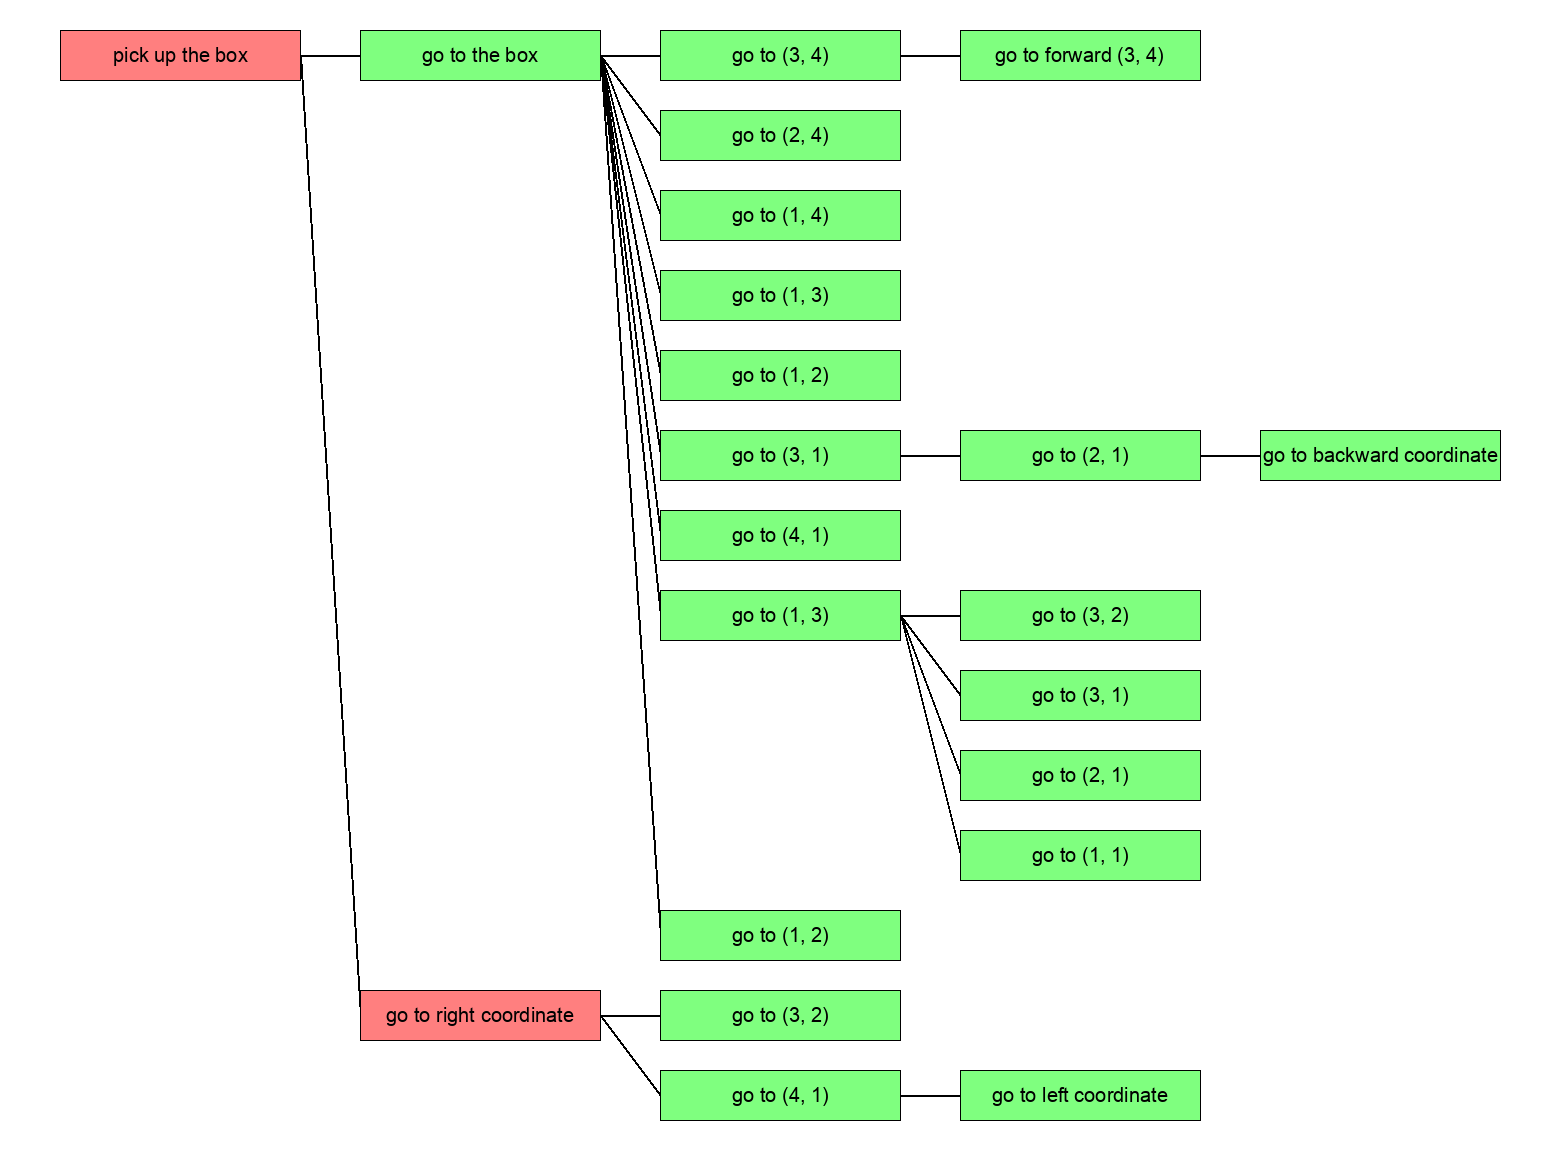 pick up the box
go to the box
go to (3, 4)
go to forward (3, 4)
go to (2, 4)
go to (1, 4)
go to (1, 3)
go to (1, 2)
go to (3, 1)
go to (2, 1)
go to backward coordinate
go to (4, 1)
go to (1, 3)
go to (3, 2)
go to (3, 1)
go to (2, 1)
go to (1, 1)
go to (1, 2)
go to right coordinate
go to (3, 2)
go to (4, 1)
go to left coordinate